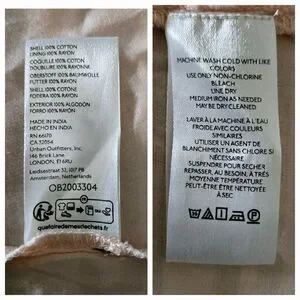 SHELL 100% COTTON
LINING 100% RAYON
COQUILLE 100% COTON
DOUBLURE 100% RAYONNE
OBERSTOFF 100% BAUMWOLLE
FUTTER 100% RAYON
SHELL 100% COTONE
FODERA 100% RAYON
EXTERIOR 100% ALGODÓN
FORRO 100% RAYON
MADE IN INDIA
HECHO EN INDIA
RN 66170
CA 32054
Urban Outfitters, Inc.
146 Brick Lane
LONDON, E1 6RU
Leidsestraat 31, 1017 PB
Amsterdam, Netherlands
OB2003304
quefairedemesdechets.fr
MACHINE WASH COLD WITH LIKE
COLORS
USE ONLY NON-CHLORINE
BLEACH
LINE DRY
MEDIUM IRON AS NEEDED
MAY BE DRYCLEANED
LAVER À LA MACHINE À L'EAU
FROIDE AVEC COULEURS
SIMILAIRES
UTILISER UN AGENT DE
BLANCHIMENT SANS CHLORE SI
NÉCESSAIRE
SUSPENDRE POUR SECHER
REPASSER, AU BESOIN, À TRÈS
MOYENNE TEMPÉRATURE
PEUT-ÊTRE ÊTRE NETTOYÉE
À SEC